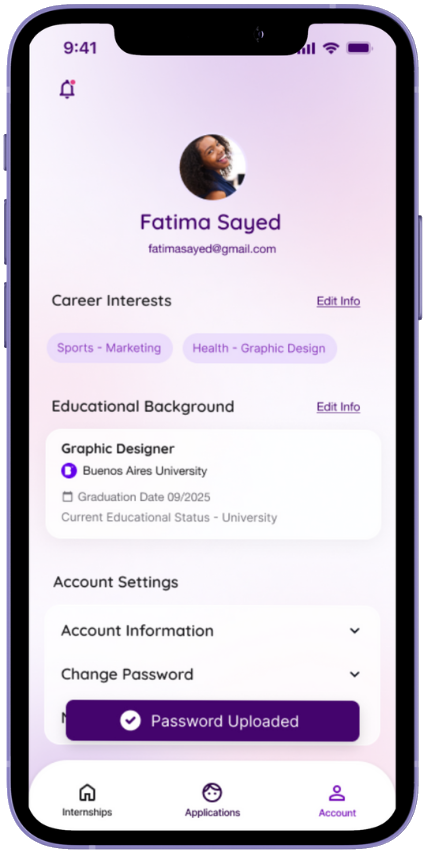 9:41
Fatima Sayed
fatimasayed@gmail.com
Career Interests Edit Info
Sports - Marketing Health - Graphic Design
Educational Background Edit Info
Graphic Designer
Buenos Aires University
Graduation Date 09/2025
Current Educational Status - University
Account Settings
Account Information
Change Password
Password Uploaded
Internships Applications Account